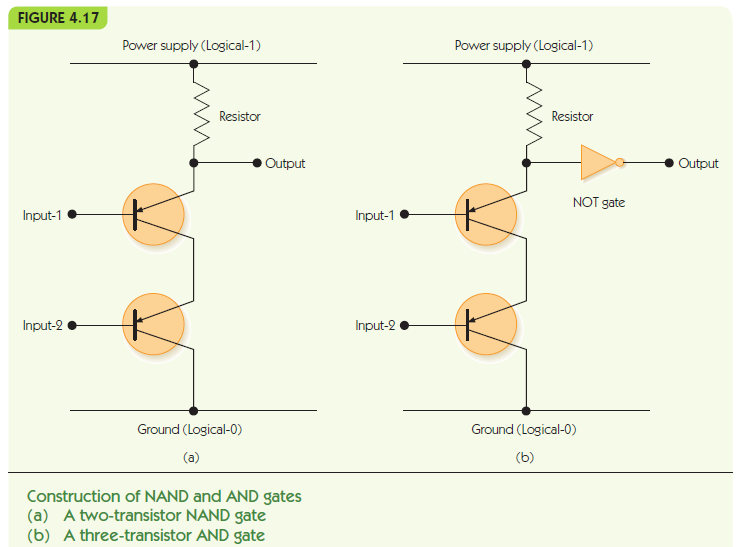 FIGURE 4.17
Power supply (Logical-1)
Resistor
Output
Input-1
Input-2
Ground (Logical-0)
(a)
Power supply (Logical-1)
Resistor
Output
NOT gate
Input-1
Input-2
Ground (Logical-0)
(b)
Construction of NAND and AND gates
(a) A two-transistor NAND gate
(b) A three-transistor AND gate